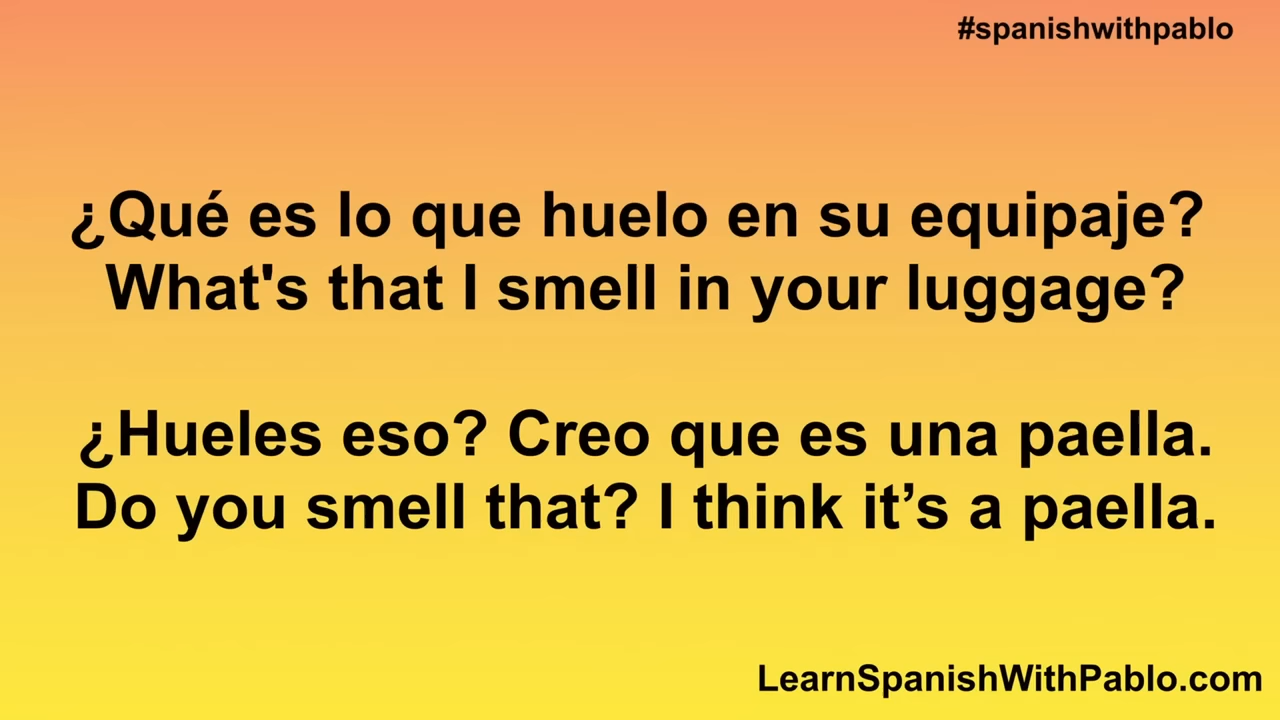 #spanishwithpablo
¿Qué es lo que huelo en su equipaje?
What's that I smell in your luggage?
¿Hueles eso? Creo que es una paella.
Do you smell that? I think it’s a paella.
LearnSpanishWithPablo.com